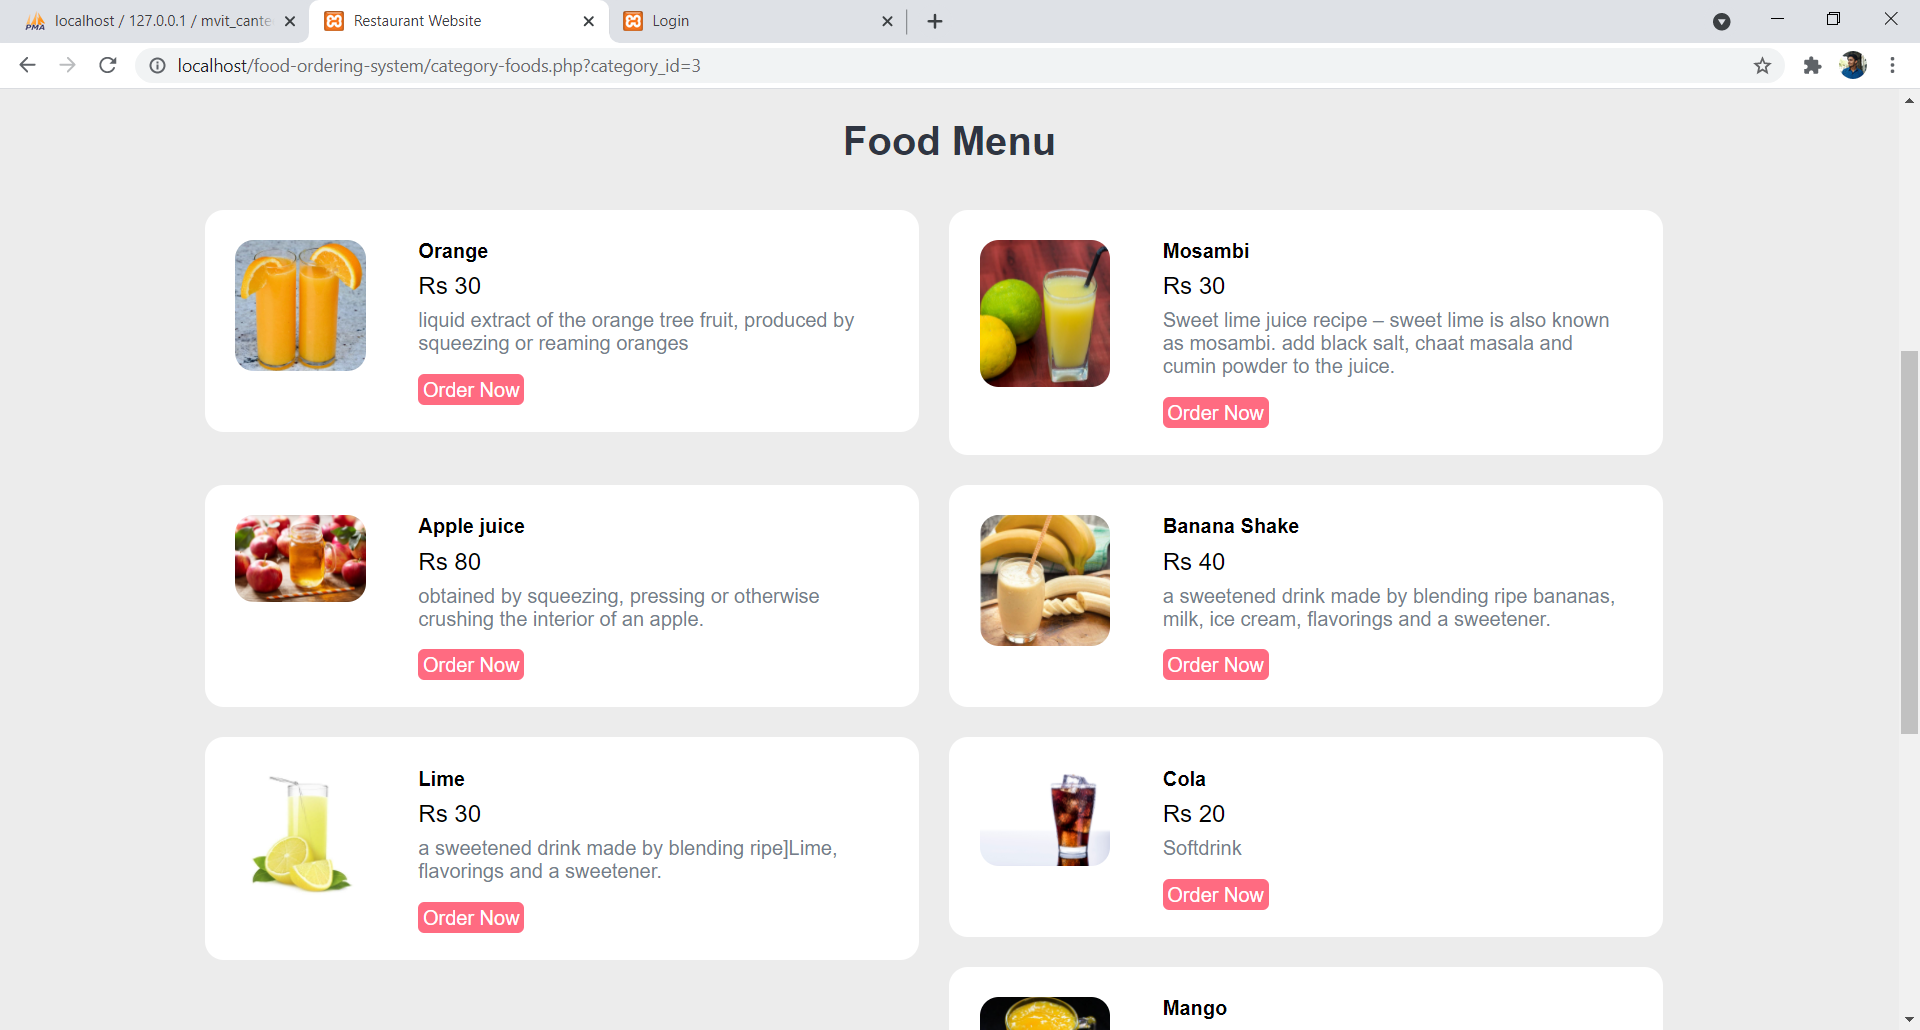 localhost / 127.0.0.1 / mvit_cante
Restaurant Website
Login
localhost/food-ordering-system/category-foods.php?category_id=3
Food Menu
Orange
Rs 30
liquid extract of the orange tree fruit, produced by
squeezing or reaming oranges
Order Now
Mosambi
Rs 30
Sweet lime juice recipe – sweet lime is also known
as mosambi. add black salt, chaat masala and
cumin powder to the juice.
Order Now
Apple juice
Rs 80
obtained by squeezing, pressing or otherwise
crushing the interior of an apple.
Order Now
Banana Shake
Rs 40
a sweetened drink made by blending ripe bananas,
milk, ice cream, flavorings and a sweetener.
Order Now
Lime
Rs 30
a sweetened drink made by blending ripe]Lime,
flavorings and a sweetener.
Order Now
Cola
Rs 20
Softdrink
Order Now
Mango